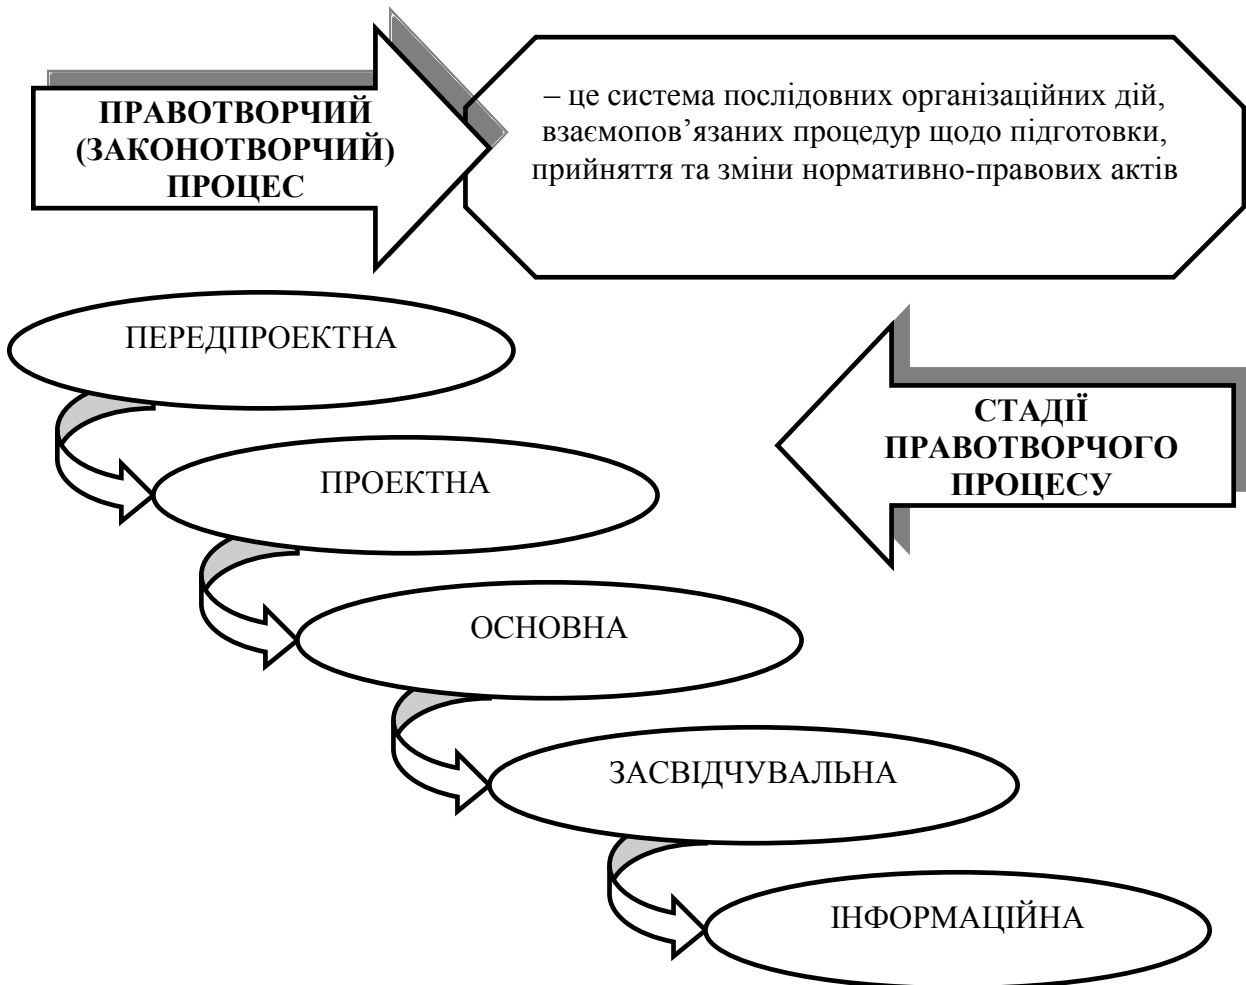 ПРАВОТВОРЧИЙ
(ЗАКОНОТВОРЧИЙ)
ПРОЦЕС
– це система послідовних організаційних дій,
взаємопов’язаних процедур щодо підготовки,
прийняття та зміни нормативно-правових актів
ПЕРЕДПРОЕКТНА
СТАДІЇ
ПРАВОТВОРЧОГО
ПРОЦЕСУ
ПРОЕКТНА
ОСНОВНА
ЗАСВІДЧУВАЛЬНА
ІНФОРМАЦІЙНА